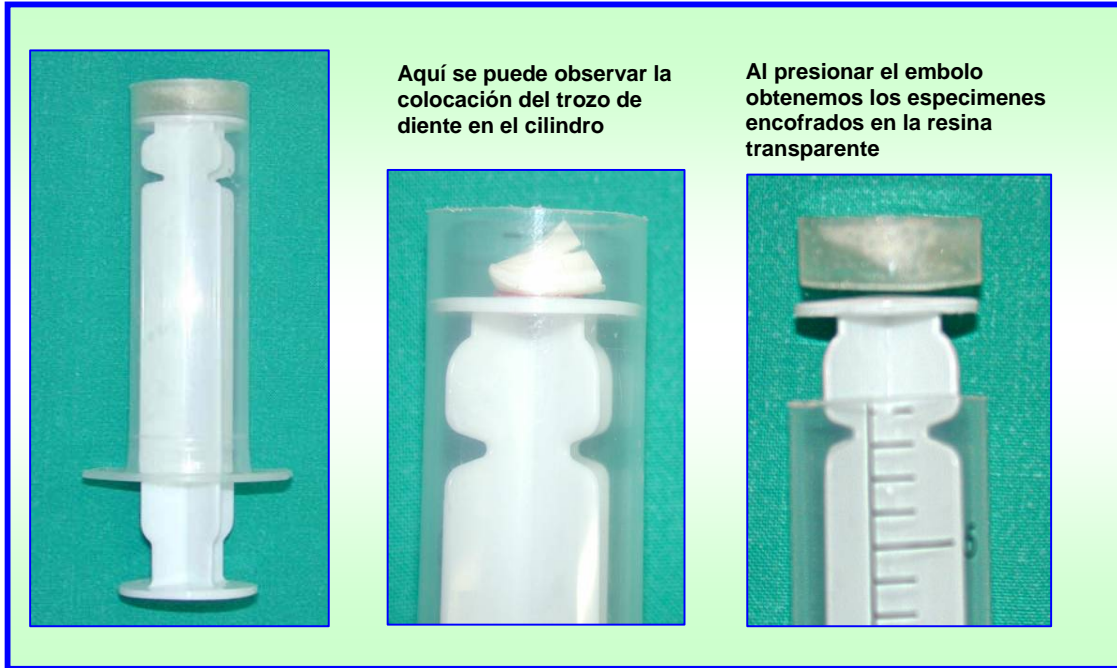 Aquí se puede observar la
colocación del trozo de
diente en el cilindro
Al presionar el embolo
obtenemos los especimenes
encofrados en la resina
transparente
5